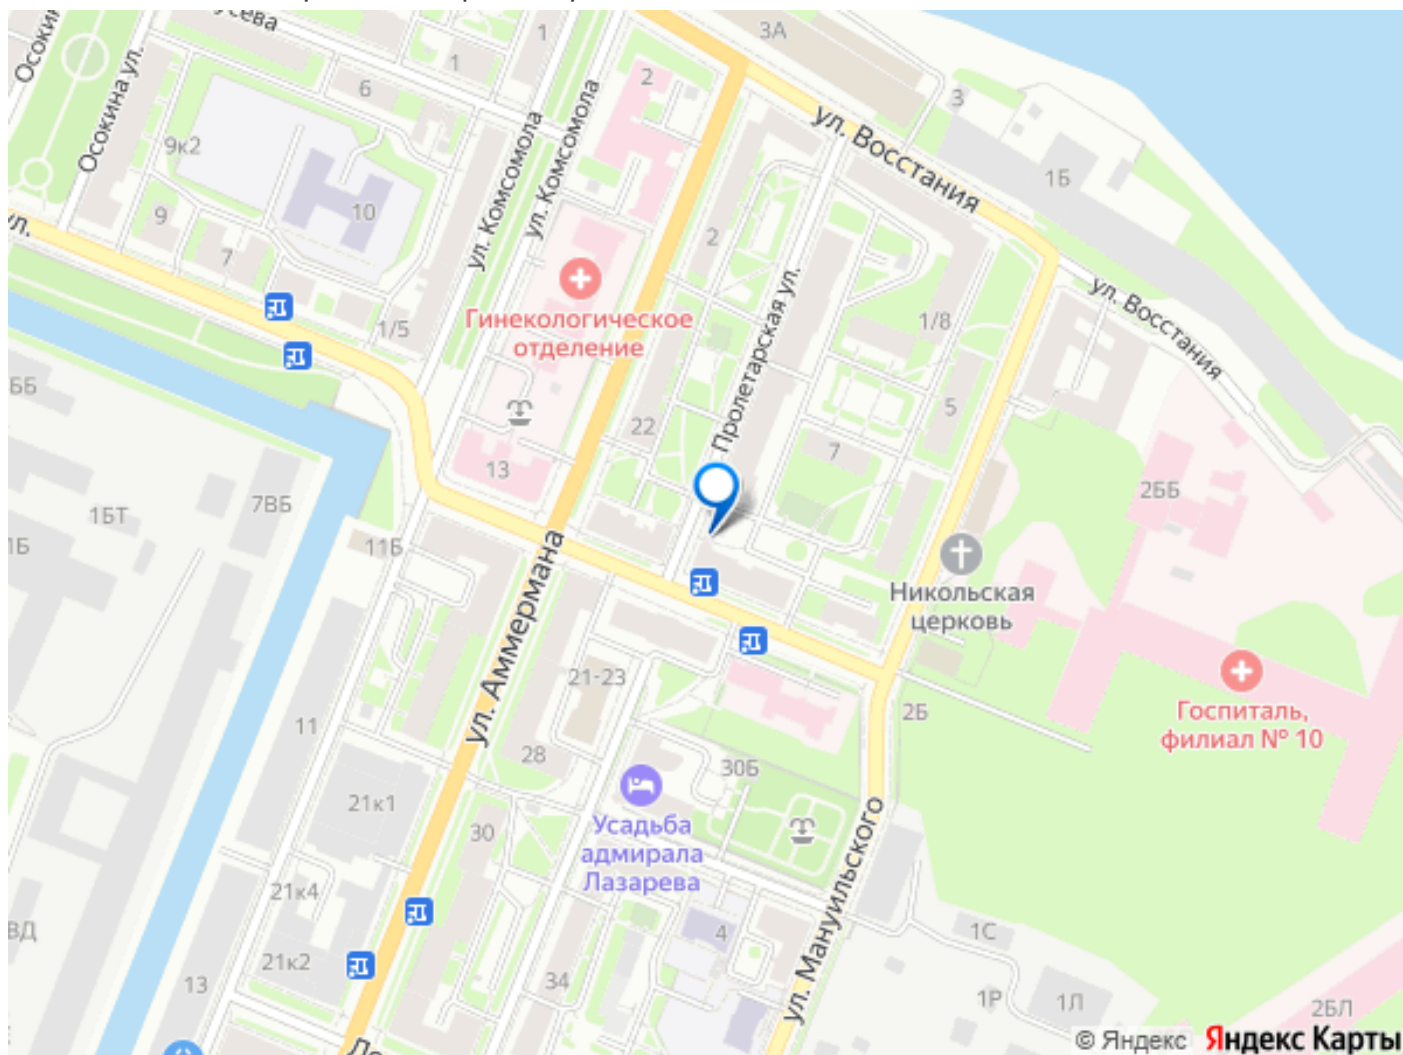 Осокина ул.
1
1
6
2
3А
ул. Восстания
3
1Б
9к2
10
9
7
ул. Комсомола
ул. Комсомола
2
Пролетарская ул.
1/8
ул. Восстания
1/5
Гинекологическое
отделение
22
13
7
5
2ББ
7ВБ
1БТ
11Б
Никольская
церковь
ул. Аммермана
21-23
28
11
30Б
2Б
Госпиталь,
филиал № 10
21к1
30
Усадьба
адмирала
Лазарева
ул. Мануильского
21к4
4
1С
21к2
34
13
1Р
1Л
2БЛ
© Яндекс Яндекс Карты